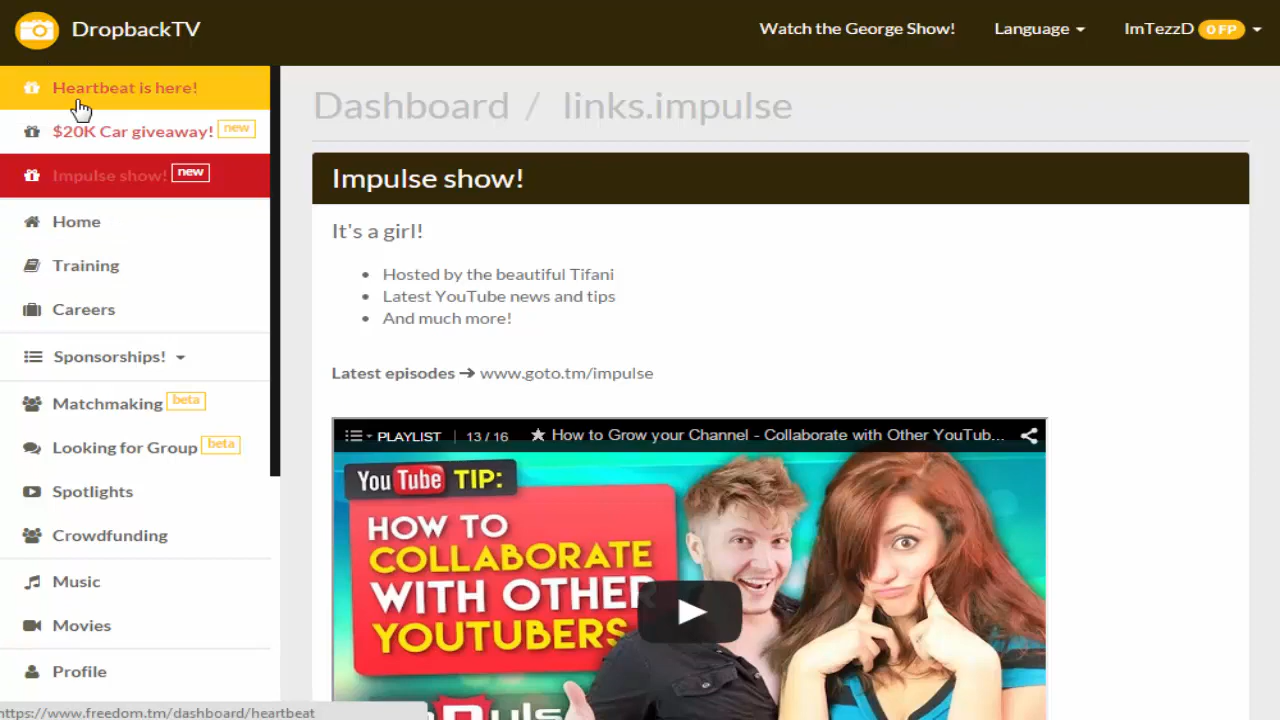 DropbackTV
Watch the George Show!
Language
ImTezzD 0 FP
Heartbeat is here!
$20K Car giveaway! new
Impulse show! new
Home
Training
Careers
Sponsorships!
Matchmaking beta
Looking for Group beta
Spotlights
Crowdfunding
Music
Movies
Profile
https://www.freedom.tm/dashboard/heartbeat
Dashboard / links.impulse
Impulse show!
It's a girl!
• Hosted by the beautiful Tifani
• Latest YouTube news and tips
• And much more!
Latest episodes ➔ www.goto.tm/impulse
PLAYLIST | 13 / 16 ★ How to Grow your Channel - Collaborate with Other YouTub...
YouTube TIP:
HOW TO
COLLABORATE
WITH OTHER
YOUTUBERS